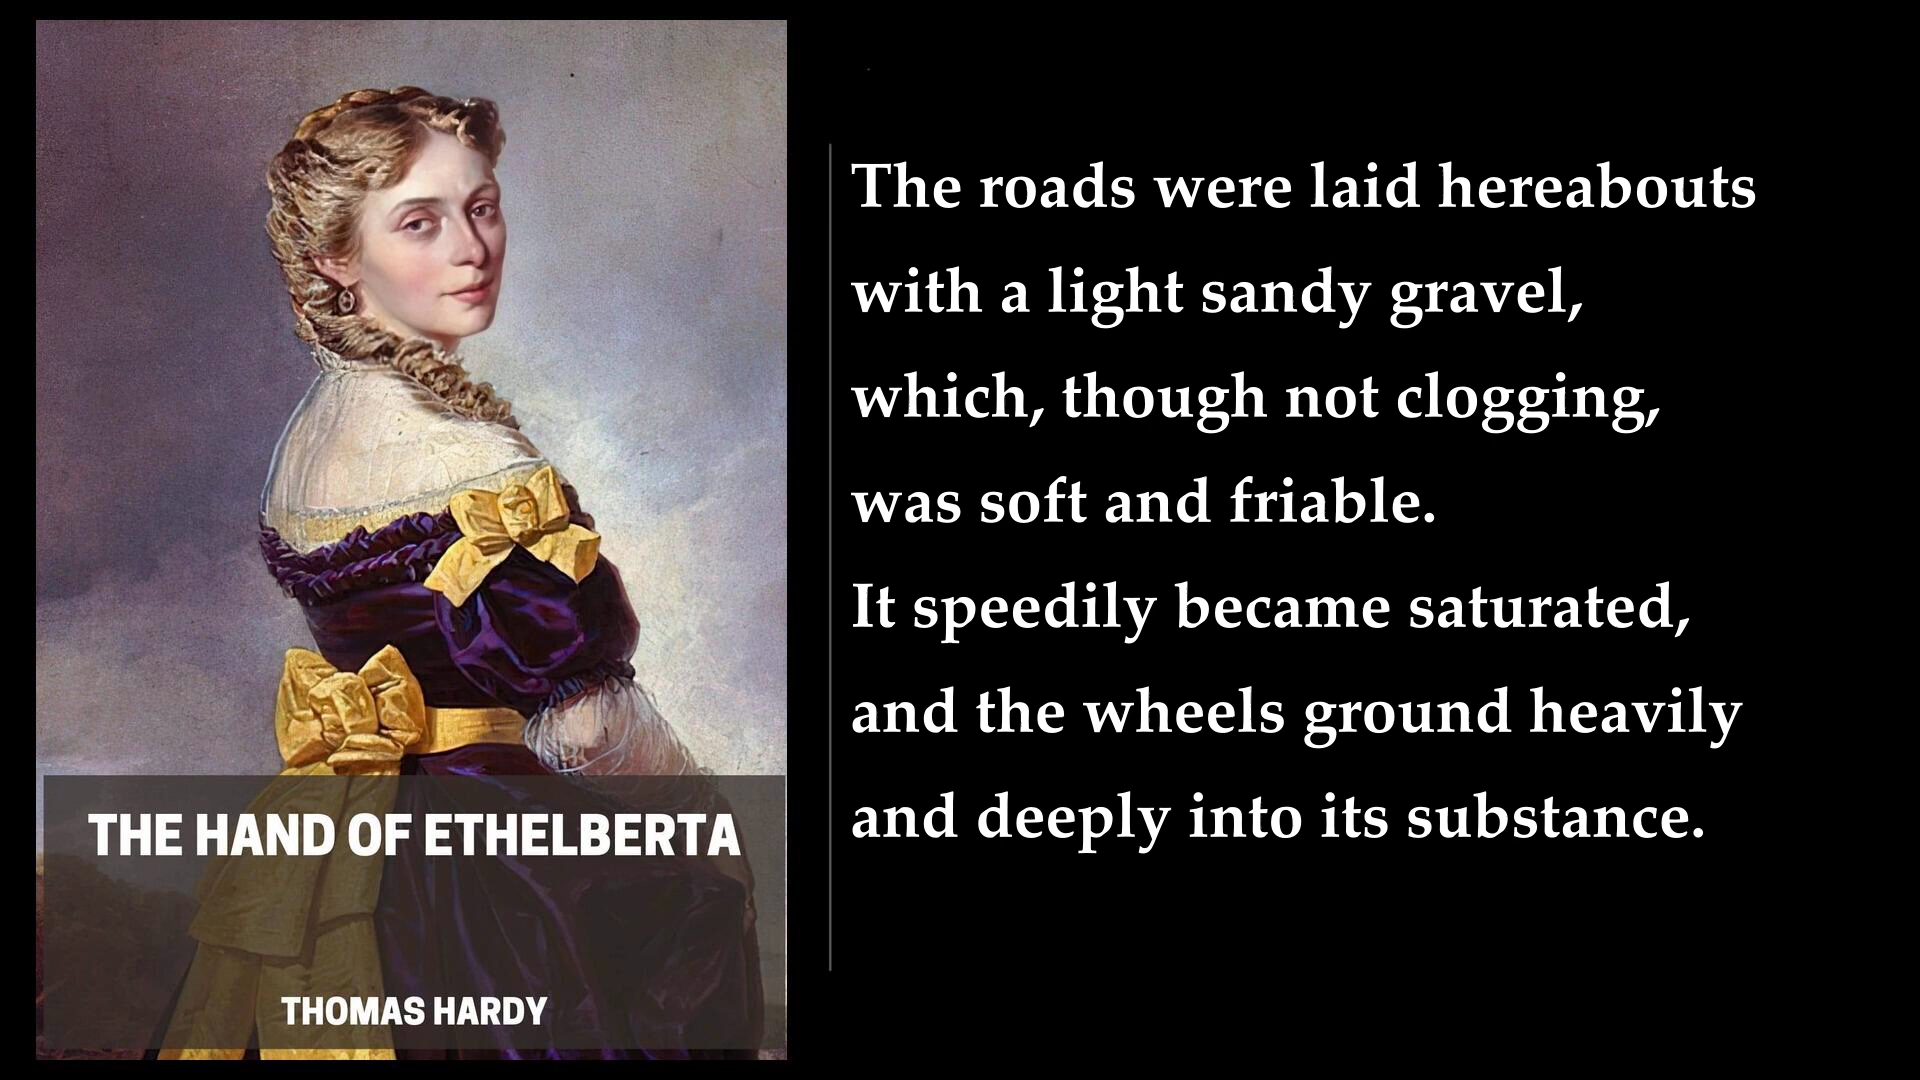 THE HAND OF ETHELBERTA
THOMAS HARDY
The roads were laid hereabouts
with a light sandy gravel,
which, though not clogging,
was soft and friable.
It speedily became saturated,
and the wheels ground heavily
and deeply into its substance.